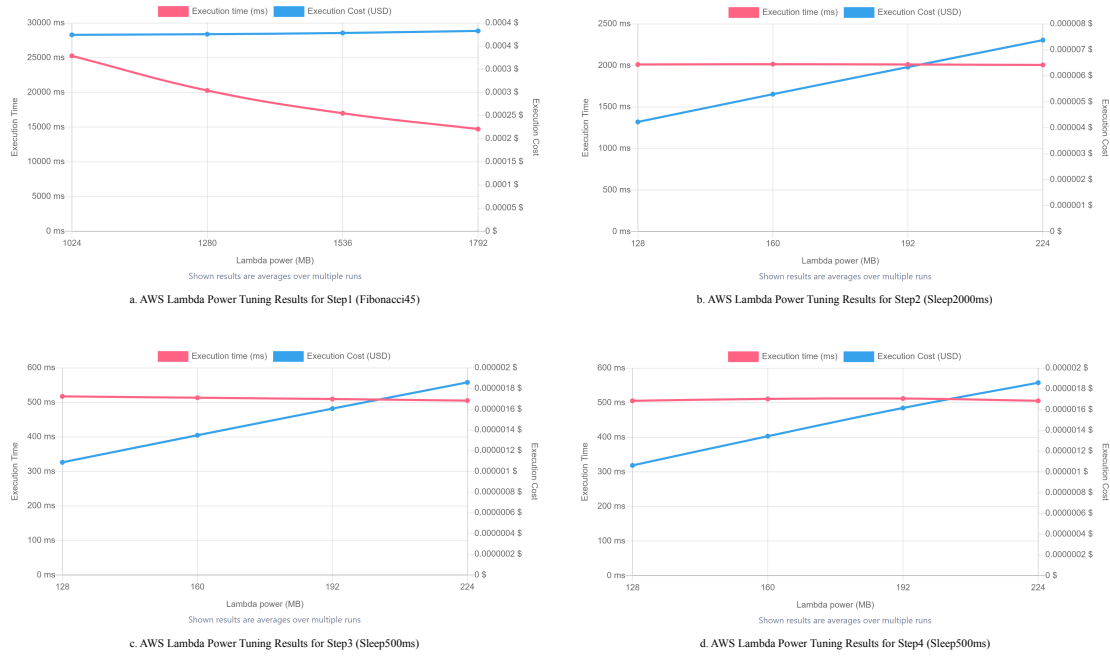 Execution time (ms) Execution Cost (USD)
30000 ms
25000 ms
20000 ms
15000 ms
10000 ms
5000 ms
0 ms
Execution Time
0.0004 $
0.0004 $
0.0003 $
0.0003 $
0.00025 $
0.0002 $
0.00015 $
0.0001 $
0.00005 $
0 $
Execution Cost
1024 1280 1536 1792
Lambda power (MB)
Shown results are averages over multiple runs
a. AWS Lambda Power Tuning Results for Step1 (Fibonacci45)
Execution time (ms) Execution Cost (USD)
2500 ms
2000 ms
1500 ms
1000 ms
500 ms
0 ms
Execution Time
0.000008 $
0.000007 $
0.000006 $
0.000005 $
0.000004 $
0.000003 $
0.000002 $
0.000001 $
0 $
Execution Cost
128 160 192 224
Lambda power (MB)
Shown results are averages over multiple runs
b. AWS Lambda Power Tuning Results for Step2 (Sleep2000ms)
Execution time (ms) Execution Cost (USD)
600 ms
500 ms
400 ms
300 ms
200 ms
100 ms
0 ms
Execution Time
0.000002 $
0.0000018 $
0.0000016 $
0.0000014 $
0.0000012 $
0.000001 $
0.0000008 $
0.0000006 $
0.0000004 $
0.0000002 $
0 $
Execution Cost
128 160 192 224
Lambda power (MB)
Shown results are averages over multiple runs
c. AWS Lambda Power Tuning Results for Step3 (Sleep500ms)
Execution time (ms) Execution Cost (USD)
600 ms
500 ms
400 ms
300 ms
200 ms
100 ms
0 ms
Execution Time
0.000002 $
0.0000018 $
0.0000016 $
0.0000014 $
0.0000012 $
0.000001 $
0.0000008 $
0.0000006 $
0.0000004 $
0.0000002 $
0 $
Execution Cost
128 160 192 224
Lambda power (MB)
Shown results are averages over multiple runs
d. AWS Lambda Power Tuning Results for Step4 (Sleep500ms)